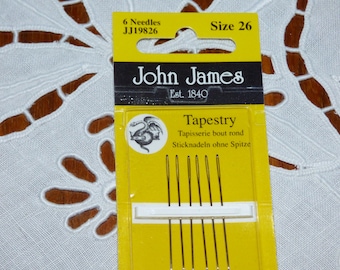 6 Needles
JJ19826
Size 26
John James
Est. 1840
Tapestry
Tapisserie bout rond
Sticknadeln ohne Spitze